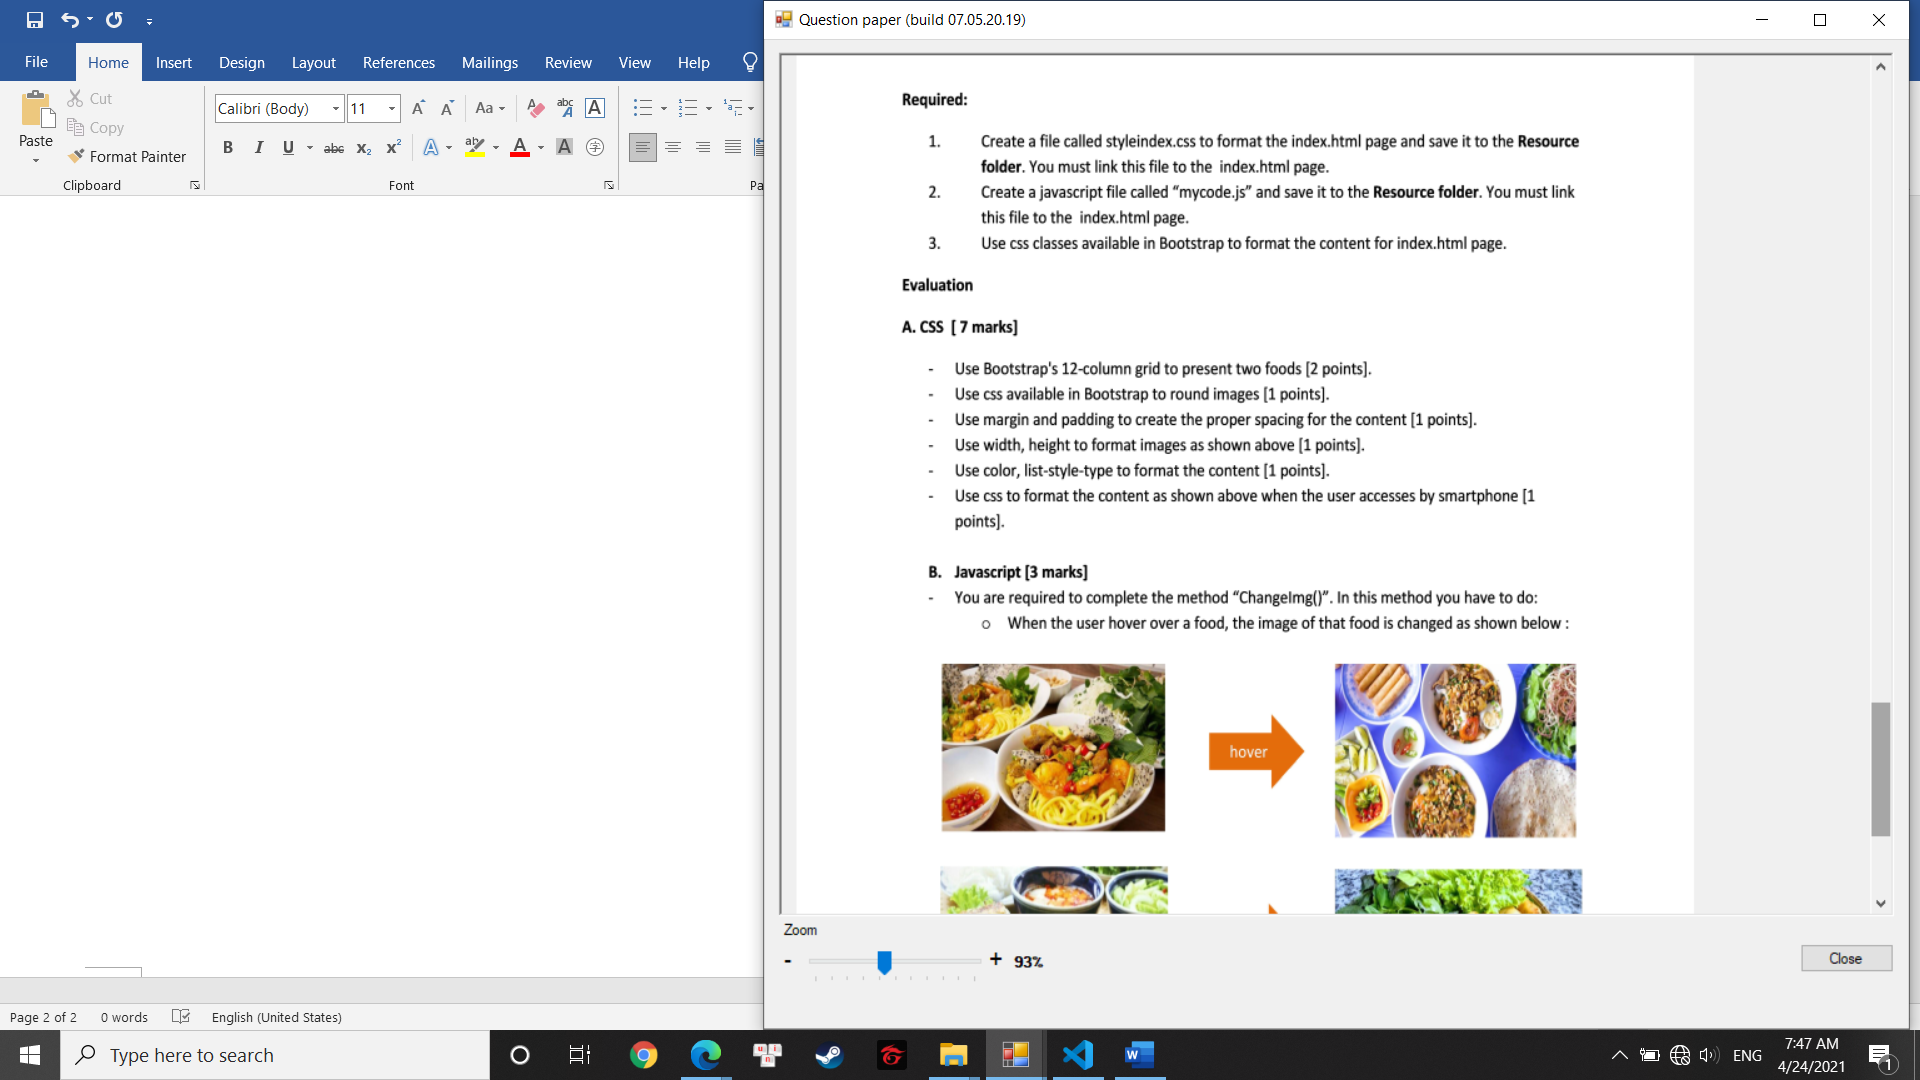 Question paper (build 07.05.20.19)
File Home Insert Design Layout References Mailings Review View Help
Paste
Cut
Copy
Format Painter
Clipboard
Calibri (Body) 11
Font
Pa
Required:
1. Create a file called styleindex.css to format the index.html page and save it to the Resource
folder. You must link this file to the index.html page.
2. Create a javascript file called “mycode.js” and save it to the Resource folder. You must link
this file to the index.html page.
3. Use css classes available in Bootstrap to format the content for index.html page.
Evaluation
A. CSS [ 7 marks]
- Use Bootstrap's 12-column grid to present two foods [2 points].
- Use css available in Bootstrap to round images [1 points].
- Use margin and padding to create the proper spacing for the content [1 points].
- Use width, height to format images as shown above [1 points].
- Use color, list-style-type to format the content [1 points].
- Use css to format the content as shown above when the user accesses by smartphone [1
points].
B. Javascript [3 marks]
- You are required to complete the method “ChangeImg()”. In this method you have to do:
o When the user hover over a food, the image of that food is changed as shown below :
hover
Zoom
- + 93%
Close
Page 2 of 2 0 words English (United States)
Type here to search
ENG
7:47 AM
4/24/2021
1